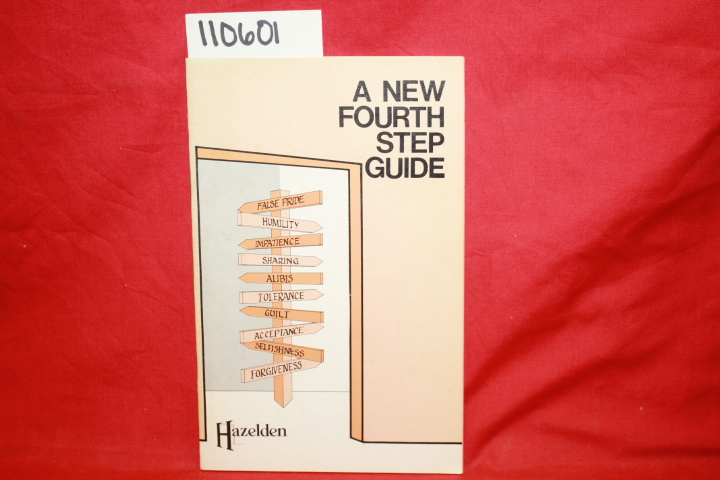 110601
A NEW
FOURTH
STEP
GUIDE
FALSE PRIDE
HUMILITY
IMPATIENCE
SHARING
ALIBIS
TOLERANCE
GUILT
ACCEPTANCE
SELFISHNESS
FORGIVENESS
Hazelden